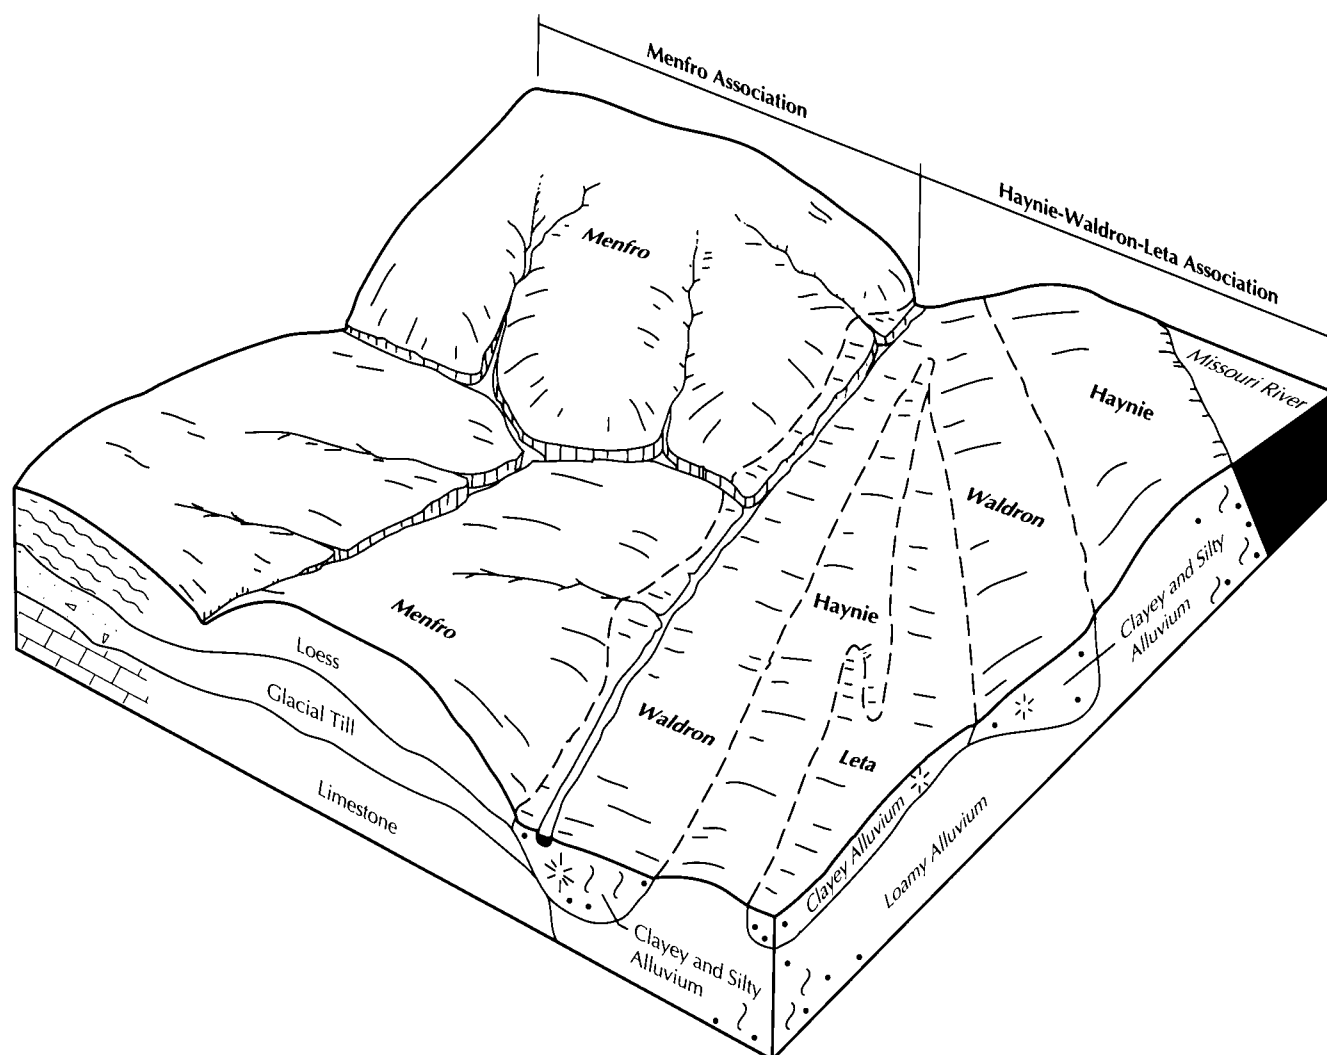 Menfro Association
Haynie-Waldron-Leta Association
Menfro
Missouri River
Haynie
Waldron
Haynie
Clayey and Silty
Alluvium
Menfro
Loess
Glacial Till
Limestone
Waldron
Leta
Clayey Alluvium
Loamy Alluvium
Clayey and Silty
Alluvium